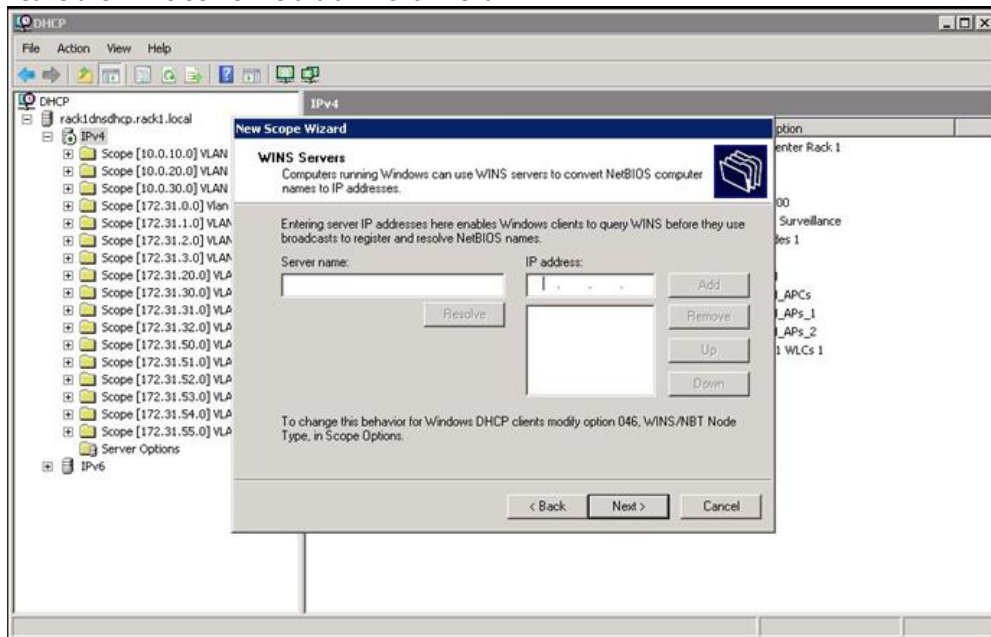 DHCP
File Action View Help
DHCP
rack1dnsdhcp.rack1.local
IPv4
Scope [10.0.10.0] VLAN
Scope [10.0.20.0] VLAN
Scope [10.0.30.0] VLAN
Scope [172.31.0.0] Vlan
Scope [172.31.1.0] VLAN
Scope [172.31.2.0] VLAN
Scope [172.31.3.0] VLAN
Scope [172.31.20.0] VLA
Scope [172.31.30.0] VLA
Scope [172.31.31.0] VLA
Scope [172.31.32.0] VLA
Scope [172.31.50.0] VLA
Scope [172.31.51.0] VLA
Scope [172.31.52.0] VLA
Scope [172.31.53.0] VLA
Scope [172.31.54.0] VLA
Scope [172.31.55.0] VLA
Server Options
IPv6
IPv4
New Scope Wizard
WINS Servers
Computers running Windows can use WINS servers to convert NetBIOS computer
names to IP addresses.
Entering server IP addresses here enables Windows clients to query WINS before they use
broadcasts to register and resolve NetBIOS names.
Server name: IP address:
Add
Resolve Remove
Up
Down
To change this behavior for Windows DHCP clients modify option 046, WINS/NBT Node
Type, in Scope Options.
< Back Next > Cancel
ption
enter Rack 1
00
Surveillance
des 1
_APCs
_APs_1
_APs_2
1 WLCs 1